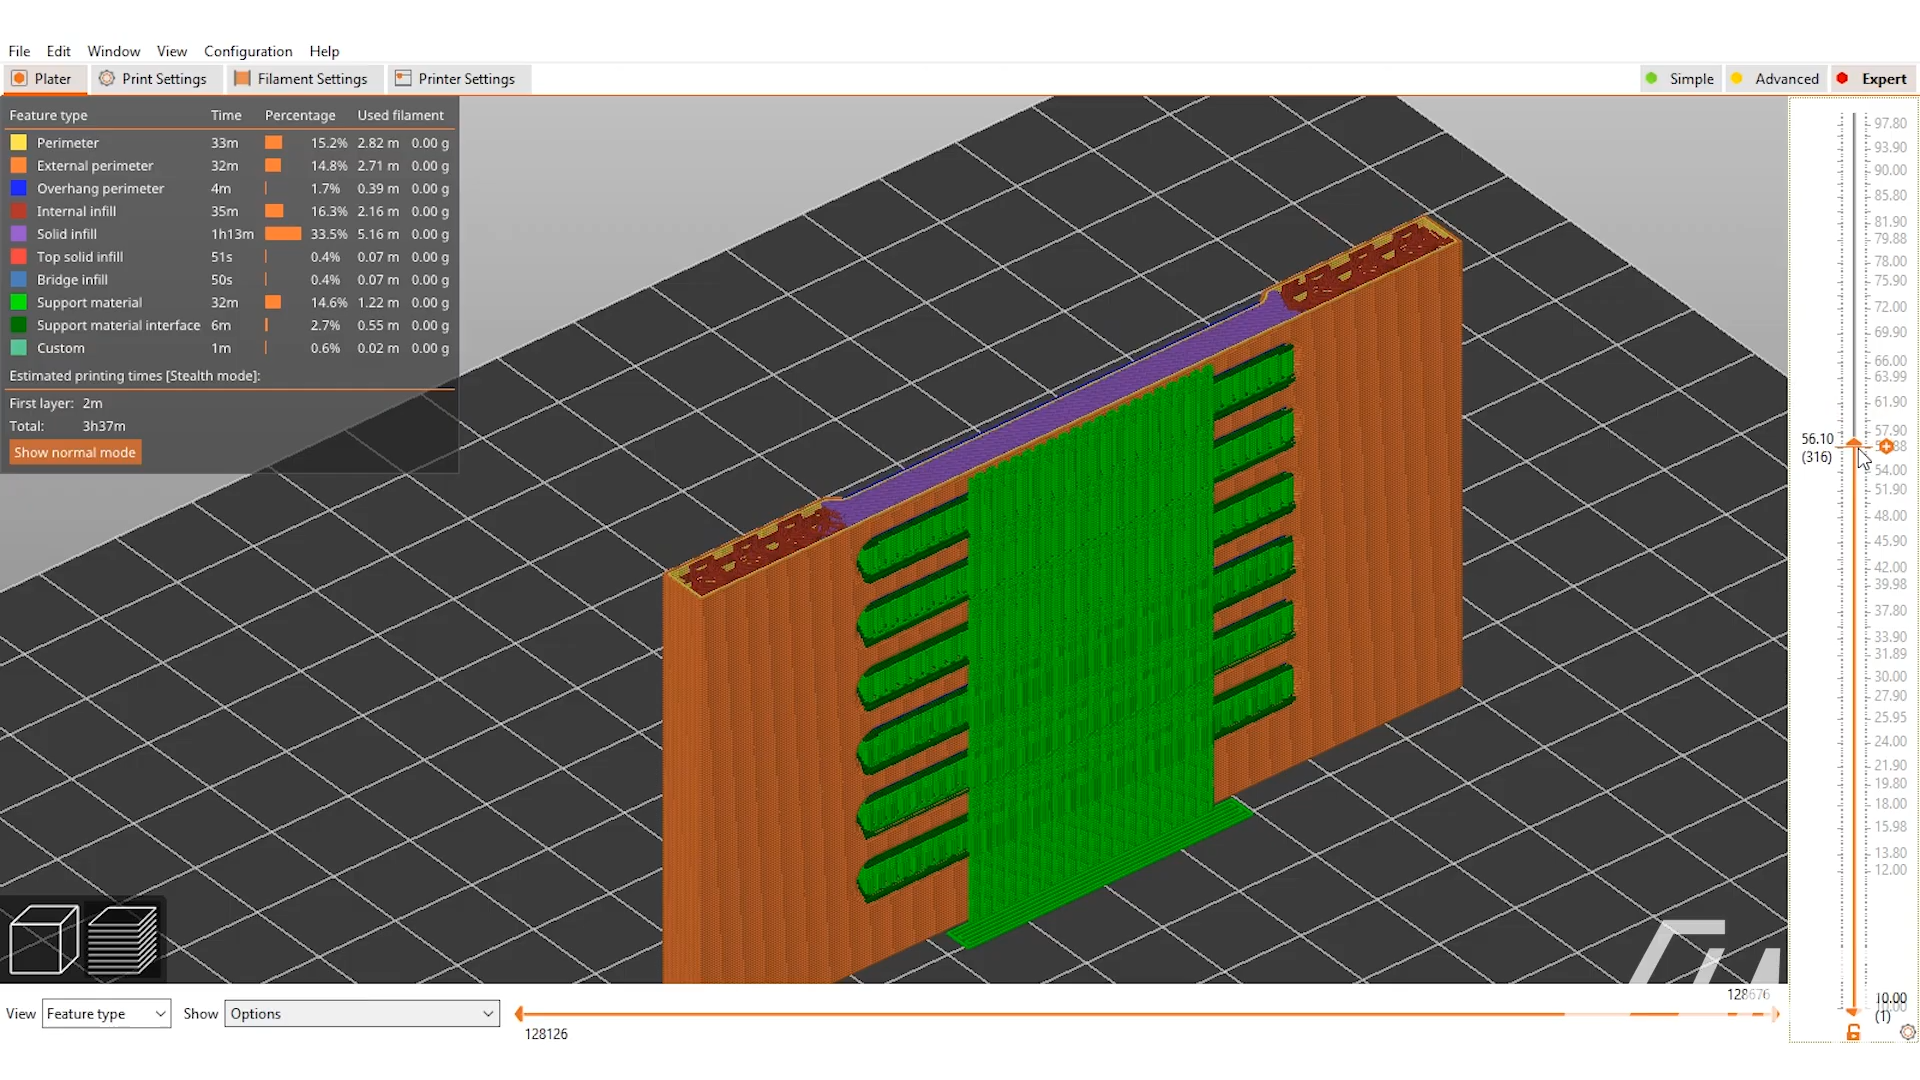 File Edit Window View Configuration Help
Plater Print Settings Filament Settings Printer Settings Simple Advanced Expert
Feature type Time Percentage Used filament
Perimeter 33m 15.2% 2.82 m 0.00 g
External perimeter 32m 14.8% 2.71 m 0.00 g
Overhang perimeter 4m 1.7% 0.39 m 0.00 g
Internal infill 35m 16.3% 2.16 m 0.00 g
Solid infill 1h13m 33.5% 5.16 m 0.00 g
Top solid infill 51s 0.4% 0.07 m 0.00 g
Bridge infill 50s 0.4% 0.07 m 0.00 g
Support material 32m 14.6% 1.22 m 0.00 g
Support material interface 6m 2.7% 0.55 m 0.00 g
Custom 1m 0.6% 0.02 m 0.00 g
Estimated printing times [Stealth mode]:
First layer: 2m
Total: 3h37m
Show normal mode
97.80
93.90
90.00
85.80
81.90
79.88
78.00
75.90
72.00
69.90
66.00
63.99
61.90
57.90
56.10
(316)
54.00
51.90
48.00
45.90
42.00
39.98
37.80
33.90
31.89
30.00
27.90
25.95
24.00
21.90
19.80
18.00
15.98
13.80
12.00
10.00
(1)
128676
View Feature type Show Options
128126